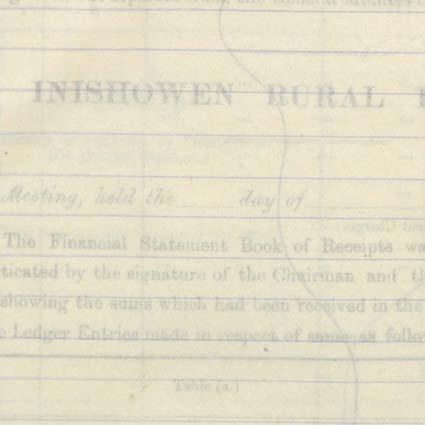 INISHOWEN RURAL
Meeting, held the day of
The Financial Statement Book of Receipts wa
ticated by the signature of the Chairman and th
showing the sums which had been received in the
e Ledger Entries made in respect of same as follo
Table (a.)